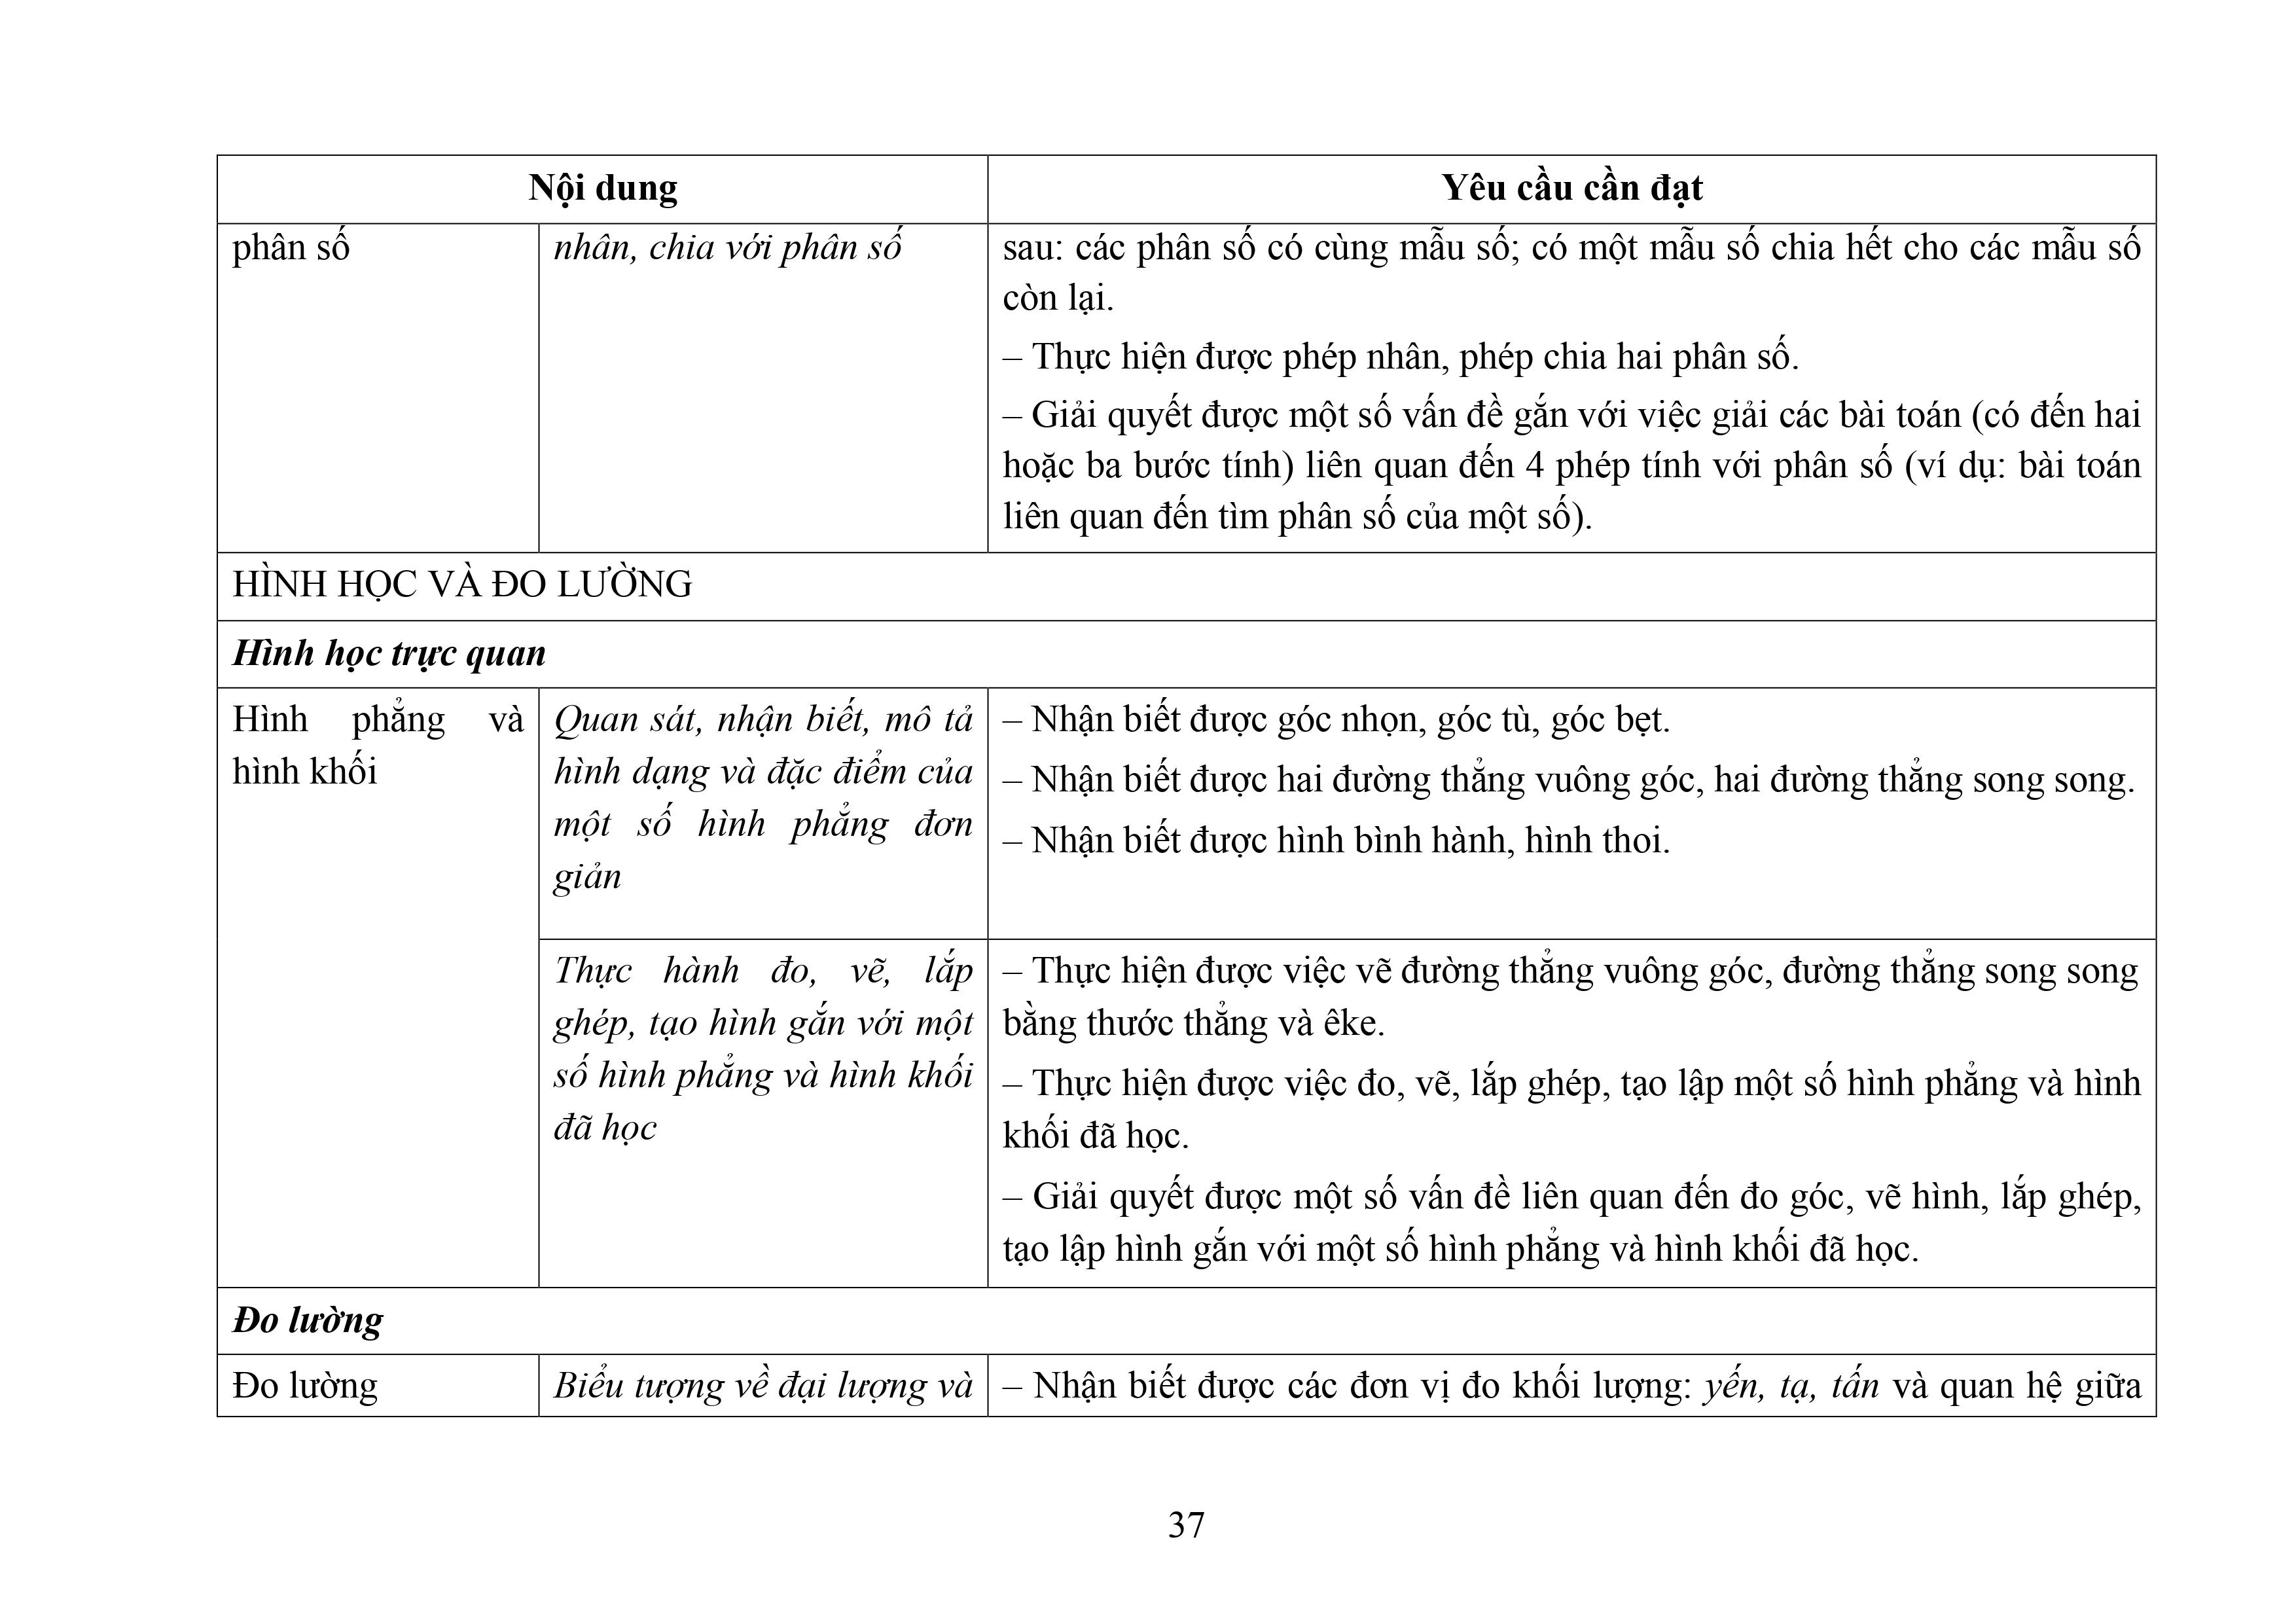 Nội dung
Yêu cầu cần đạt
phân số
nhân, chia với phân số
sau: các phân số có cùng mẫu số; có một mẫu số chia hết cho các mẫu số
còn lại.
– Thực hiện được phép nhân, phép chia hai phân số.
– Giải quyết được một số vấn đề gắn với việc giải các bài toán (có đến hai
hoặc ba bước tính) liên quan đến 4 phép tính với phân số (ví dụ: bài toán
liên quan đến tìm phân số của một số).
HÌNH HỌC VÀ ĐO LƯỜNG
Hình học trực quan
Hình phẳng và
hình khối
Quan sát, nhận biết, mô tả
hình dạng và đặc điểm của
một số hình phẳng đơn
giản
– Nhận biết được góc nhọn, góc tù, góc bẹt.
– Nhận biết được hai đường thẳng vuông góc, hai đường thẳng song song.
– Nhận biết được hình bình hành, hình thoi.
Thực hành đo, vẽ, lắp
ghép, tạo hình gắn với một
số hình phẳng và hình khối
đã học
– Thực hiện được việc vẽ đường thẳng vuông góc, đường thẳng song song
bằng thước thẳng và êke.
– Thực hiện được việc đo, vẽ, lắp ghép, tạo lập một số hình phẳng và hình
khối đã học.
– Giải quyết được một số vấn đề liên quan đến đo góc, vẽ hình, lắp ghép,
tạo lập hình gắn với một số hình phẳng và hình khối đã học.
Đo lường
Đo lường
Biểu tượng về đại lượng và
– Nhận biết được các đơn vị đo khối lượng: yến, tạ, tấn và quan hệ giữa
37